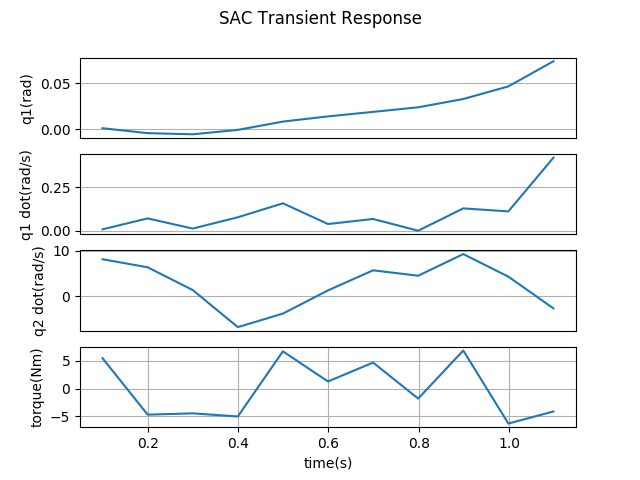 SAC Transient Response
q1(rad)
0.05
0.00
q1 dot(rad/s)
0.25
0.00
q2 dot(rad/s)
10
0
torque(Nm)
5
0
−5
0.2 0.4 0.6 0.8 1.0
time(s)